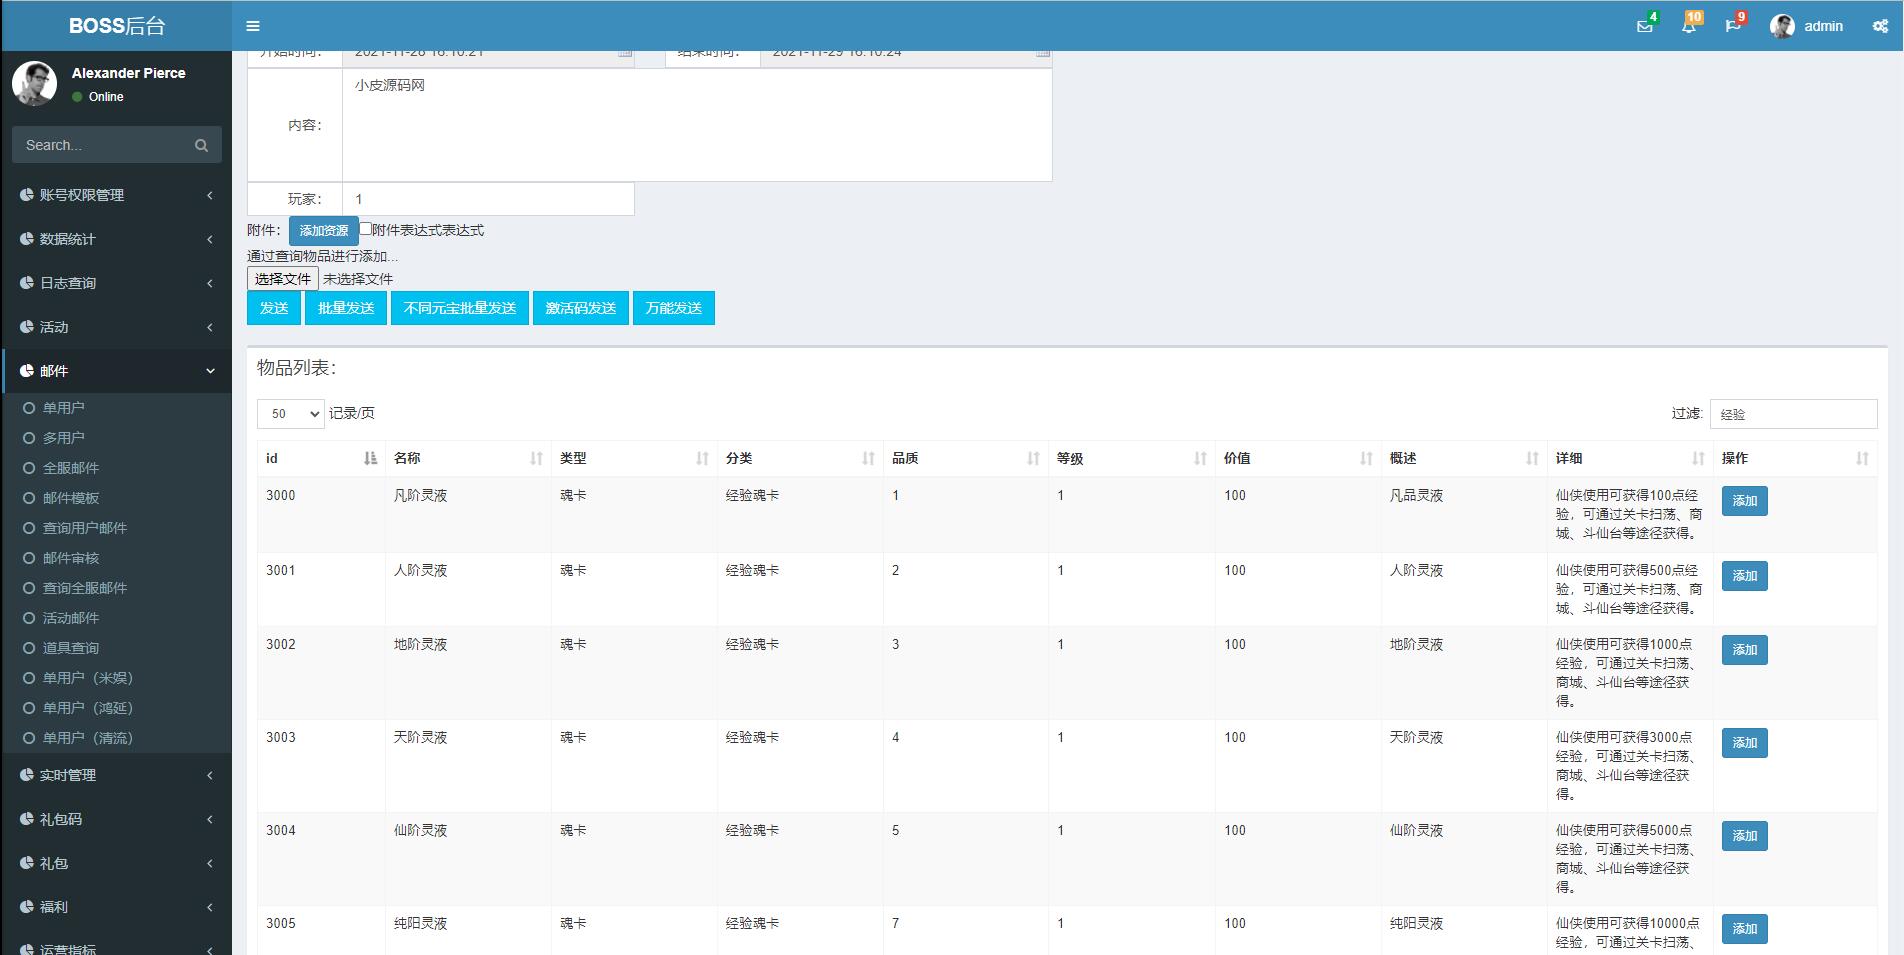 BOSS后台
4
10
9
admin
Alexander Pierce
Online
Search...
账号权限管理
数据统计
日志查询
活动
邮件
单用户
多用户
全服邮件
邮件模板
查询用户邮件
邮件审核
查询全服邮件
活动邮件
道具查询
单用户（米娱）
单用户（鸿延）
单用户（清流）
实时管理
礼包码
礼包
福利
运营指标
开始时间： 2021-11-28 16:10:21 结束时间： 2021-11-29 16:10:24
内容： 小皮源码网
玩家： 1
附件： 添加资源 附件表达式表达式
通过查询物品进行添加...
选择文件 未选择文件
发送 批量发送 不同元宝批量发送 激活码发送 万能发送
物品列表：
50 记录/页 过滤: 经验
id 名称 类型 分类 品质 等级 价值 概述 详细 操作
3000 凡阶灵液 魂卡 经验魂卡 1 1 100 凡品灵液 仙侠使用可获得100点经 添加
验，可通过关卡扫荡、商
城、斗仙台等途径获得。
3001 人阶灵液 魂卡 经验魂卡 2 1 100 人阶灵液 仙侠使用可获得500点经 添加
验，可通过关卡扫荡、商
城、斗仙台等途径获得。
3002 地阶灵液 魂卡 经验魂卡 3 1 100 地阶灵液 仙侠使用可获得1000点 添加
经验，可通过关卡扫荡、
商城、斗仙台等途径获
得。
3003 天阶灵液 魂卡 经验魂卡 4 1 100 天阶灵液 仙侠使用可获得3000点 添加
经验，可通过关卡扫荡、
商城、斗仙台等途径获
得。
3004 仙阶灵液 魂卡 经验魂卡 5 1 100 仙阶灵液 仙侠使用可获得5000点 添加
经验，可通过关卡扫荡、
商城、斗仙台等途径获
得。
3005 纯阳灵液 魂卡 经验魂卡 7 1 100 纯阳灵液 仙侠使用可获得10000点 添加
经验，可通过关卡扫荡、